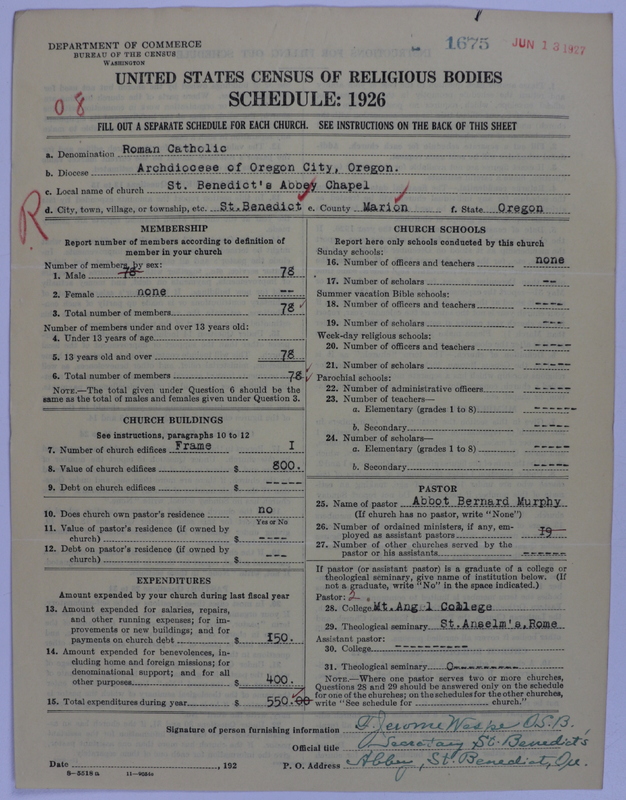 DEPARTMENT OF COMMERCE
BUREAU OF THE CENSUS
WASHINGTON
1675
JUN 13 1927
UNITED STATES CENSUS OF RELIGIOUS BODIES
SCHEDULE: 1926
08
FILL OUT A SEPARATE SCHEDULE FOR EACH CHURCH. SEE INSTRUCTIONS ON THE BACK OF THIS SHEET
a. Denomination Roman Catholic
b. Diocese Archdiocese of Oregon City, Oregon.
c. Local name of church St. Benedict's Abbey Chapel
d. City, town, village, or township, etc. St.Benedict e. County Marion f. State Oregon
R
MEMBERSHIP
Report number of members according to definition of
member in your church
Number of members by sex:
1. Male 78 78
2. Female none --
3. Total number of members 78
Number of members under and over 13 years old:
4. Under 13 years of age
5. 13 years old and over 78
6. Total number of members 78
NOTE.—The total given under Question 6 should be the
same as the total of males and females given under Question 3.
CHURCH BUILDINGS
See instructions, paragraphs 10 to 12
7. Number of church edifices Frame I
8. Value of church edifices $ 800.
9. Debt on church edifices $ -----
10. Does church own pastor's residence no
Yes or No
11. Value of pastor's residence (if owned by
church) $ ----
12. Debt on pastor's residence (if owned by
church) $ ---
EXPENDITURES
Amount expended by your church during last fiscal year
13. Amount expended for salaries, repairs,
and other running expenses; for im-
provements or new buildings; and for
payments on church debt $ I50.
14. Amount expended for benevolences, in-
cluding home and foreign missions; for
denominational support; and for all
other purposes $ 400.
15. Total expenditures during year $ 550.00
CHURCH SCHOOLS
Report here only schools conducted by this church
Sunday schools:
16. Number of officers and teachers none
17. Number of scholars --
Summer vacation Bible schools:
18. Number of officers and teachers ----
19. Number of scholars ---
Week-day religious schools:
20. Number of officers and teachers -----
21. Number of scholars ----
Parochial schools:
22. Number of administrative officers -----
23. Number of teachers—
a. Elementary (grades 1 to 8) ------
b. Secondary -----
24. Number of scholars—
a. Elementary (grades 1 to 8) -----
b. Secondary -----
PASTOR
25. Name of pastor Abbot Bernard Murphy
(If church has no pastor, write "None")
26. Number of ordained ministers, if any, em-
ployed as assistant pastors I9
27. Number of other churches served by the
pastor or his assistants ------
If pastor (or assistant pastor) is a graduate of a college or
theological seminary, give name of institution below. (If
not a graduate, write "No" in the space indicated.)
Pastor: 2
28. College Mt.Ang l College
29. Theological seminary St.Anselm's.Rome
Assistant pastor:
30. College ----------
31. Theological seminary 0---------
NOTE.—Where one pastor serves two or more churches,
Questions 28 and 29 should be answered only on the schedule
for one of the churches; on the schedules for the other churches,
write "See schedule for church."
Signature of person furnishing information F. Jerome O.S.B.
Official title Secretary St. Benedict's
Date , 192 P. O. Address Abbey, St. Benedict, Ore.
8—5518a 11—9034a